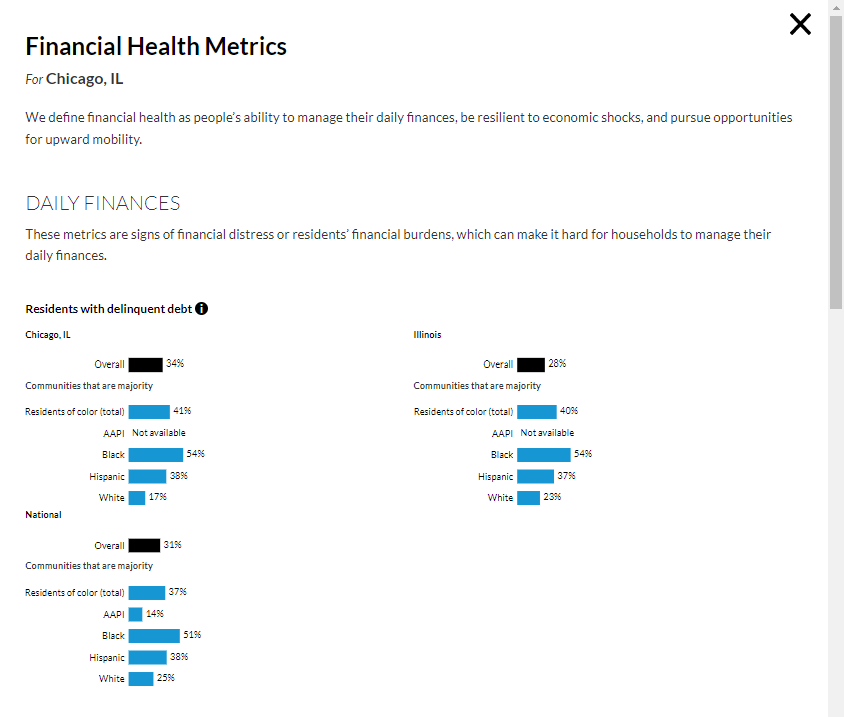 Financial Health Metrics
For Chicago, IL
We define financial health as people's ability to manage their daily finances, be resilient to economic shocks, and pursue opportunities
for upward mobility.
DAILY FINANCES
These metrics are signs of financial distress or residents' financial burdens, which can make it hard for households to manage their
daily finances.
Residents with delinquent debt i
Chicago, IL
Overall 34%
Communities that are majority
Residents of color (total) 41%
AAPI Not available
Black 54%
Hispanic 38%
White 17%
Illinois
Overall 28%
Communities that are majority
Residents of color (total) 40%
AAPI Not available
Black 54%
Hispanic 37%
White 23%
National
Overall 31%
Communities that are majority
Residents of color (total) 37%
AAPI 14%
Black 51%
Hispanic 38%
White 25%